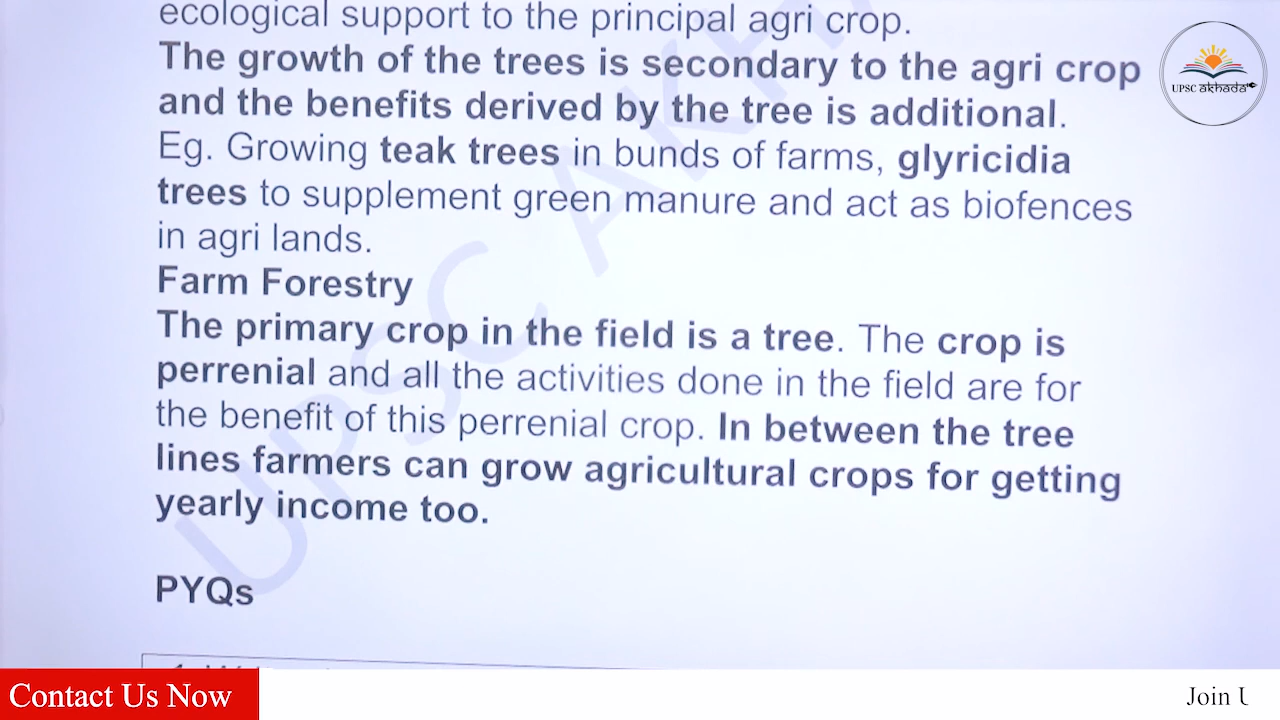 ecological support to the principal agri crop.
The growth of the trees is secondary to the agri crop
and the benefits derived by the tree is additional.
Eg. Growing teak trees in bunds of farms, glyricidia
trees to supplement green manure and act as biofences
in agri lands.
Farm Forestry
The primary crop in the field is a tree. The crop is
perrenial and all the activities done in the field are for
the benefit of this perrenial crop. In between the tree
lines farmers can grow agricultural crops for getting
yearly income too.
PYQs
UPSC akhada
UPSC AKH
Contact Us Now
Join U